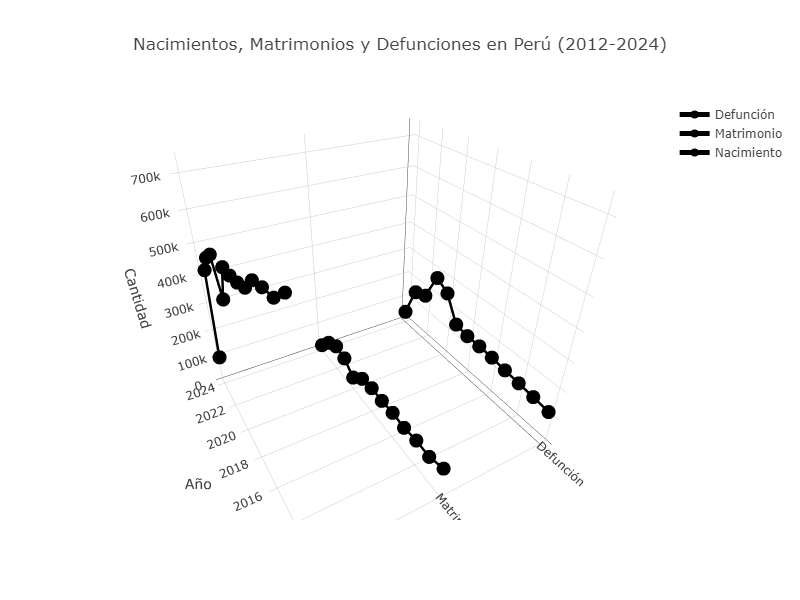 Nacimientos, Matrimonios y Defunciones en Perú (2012-2024)
Defunción
Matrimonio
Nacimiento
700k
600k
500k
400k
300k
200k
100k
0
Cantidad
2024
2022
2020
2018
2016
Año
Defunción
Matri